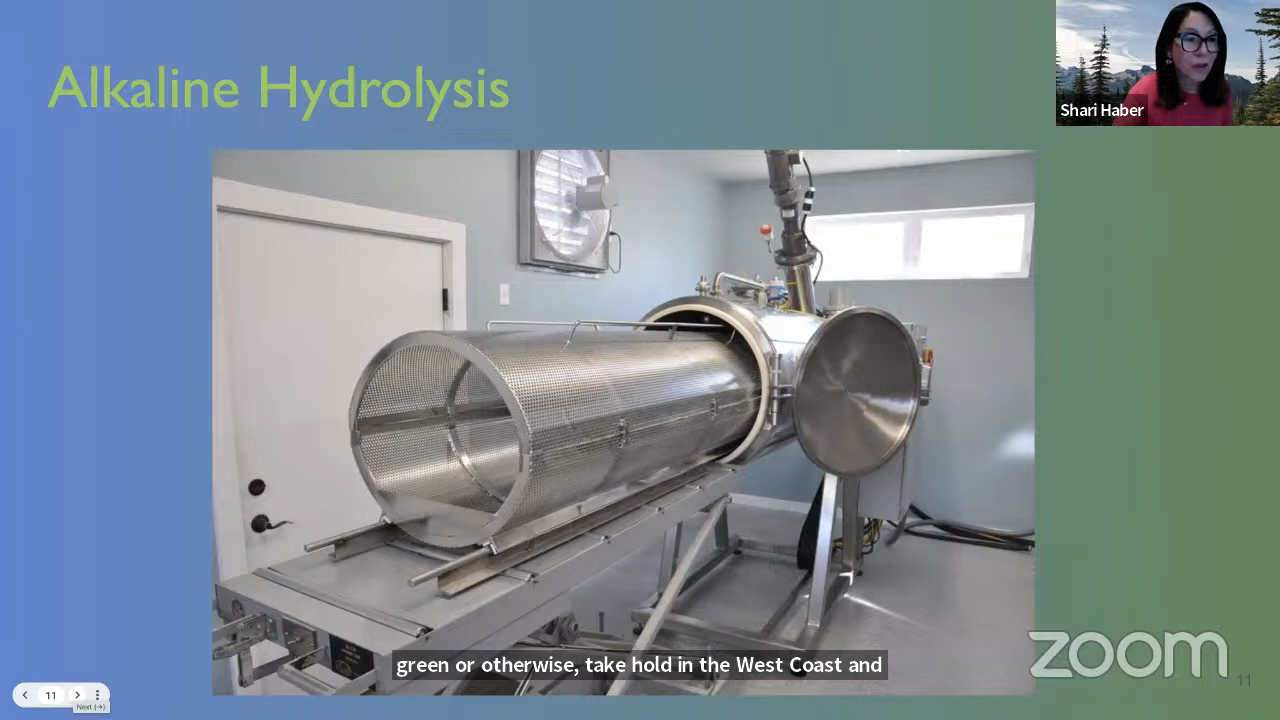 Alkaline Hydrolysis
Shari Haber
green or otherwise, take hold in the West Coast and
zoom
11
11
Next (→)